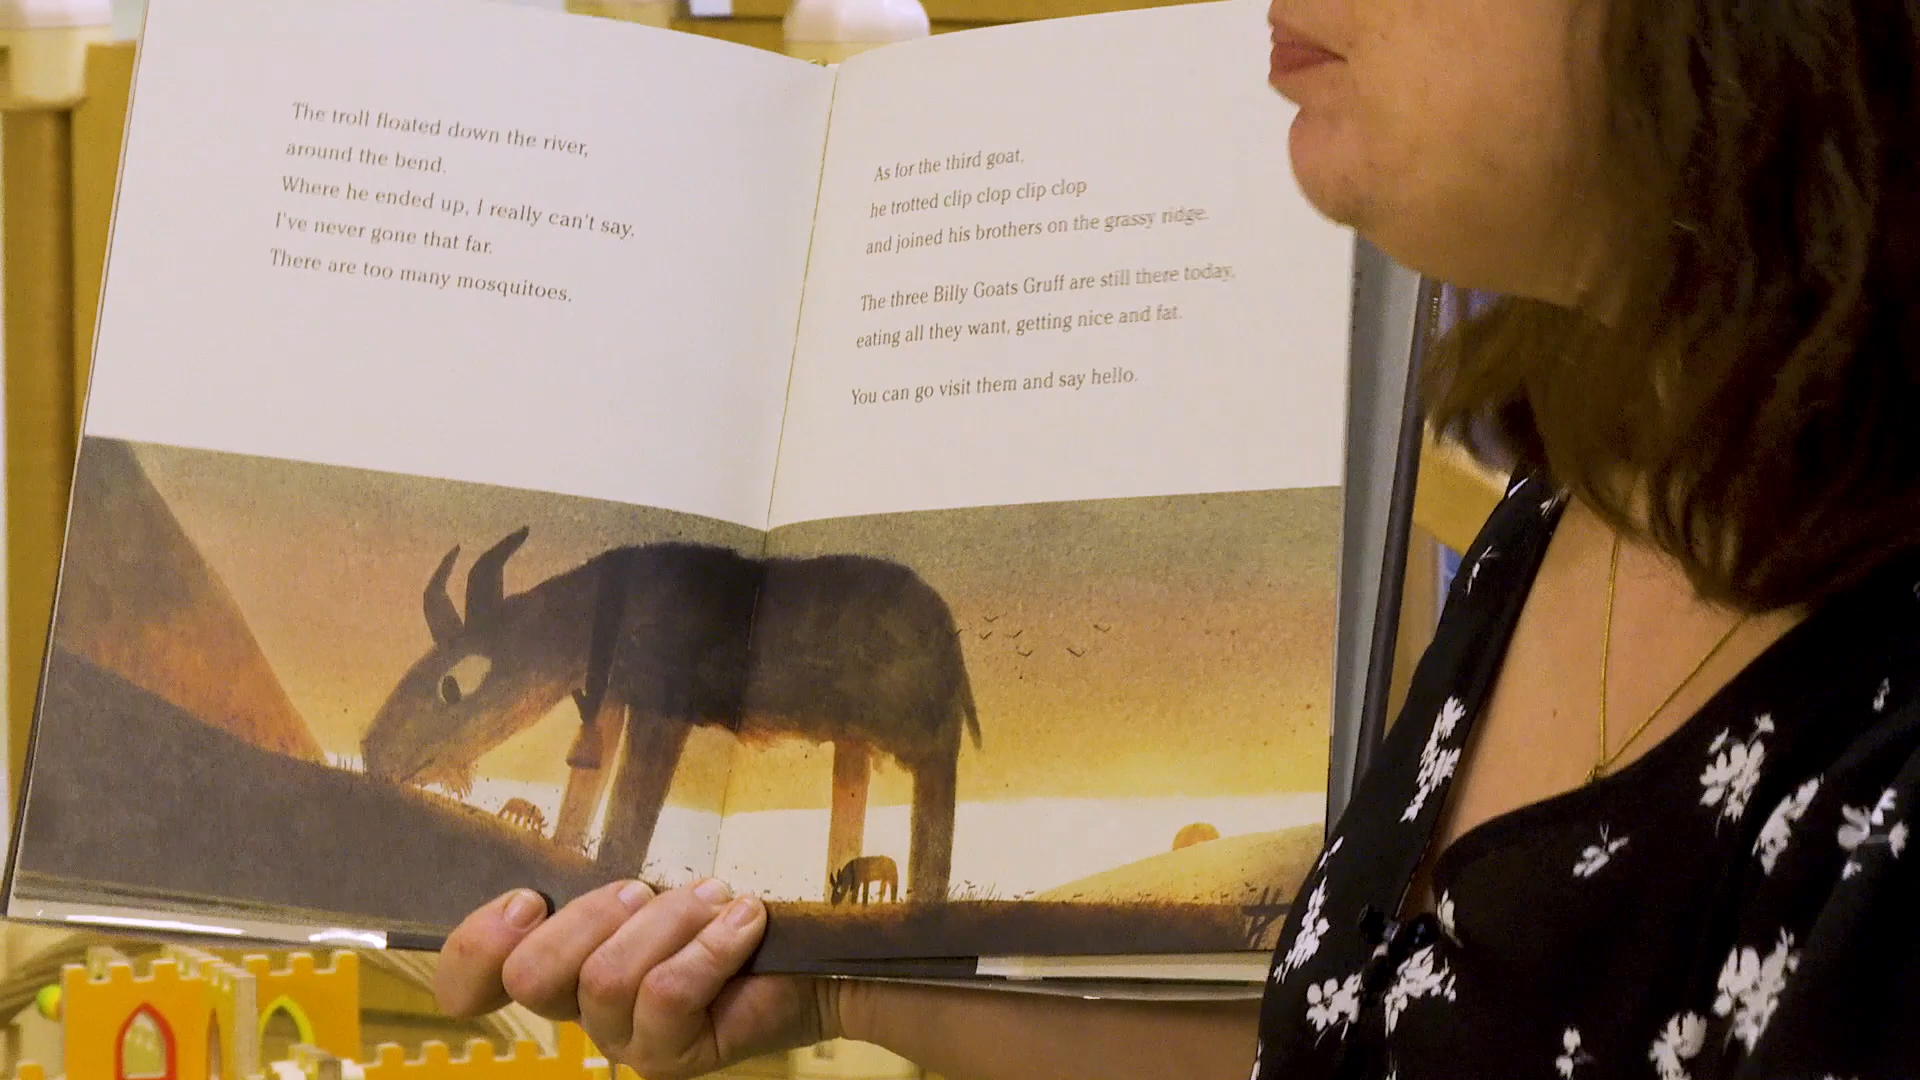 The troll floated down the river,
around the bend.
Where he ended up, I really can't say.
I've never gone that far.
There are too many mosquitoes.
As for the third goat,
he trotted clip clop clip clop
and joined his brothers on the grassy ridge.
The three Billy Goats Gruff are still there today,
eating all they want, getting nice and fat.
You can go visit them and say hello.